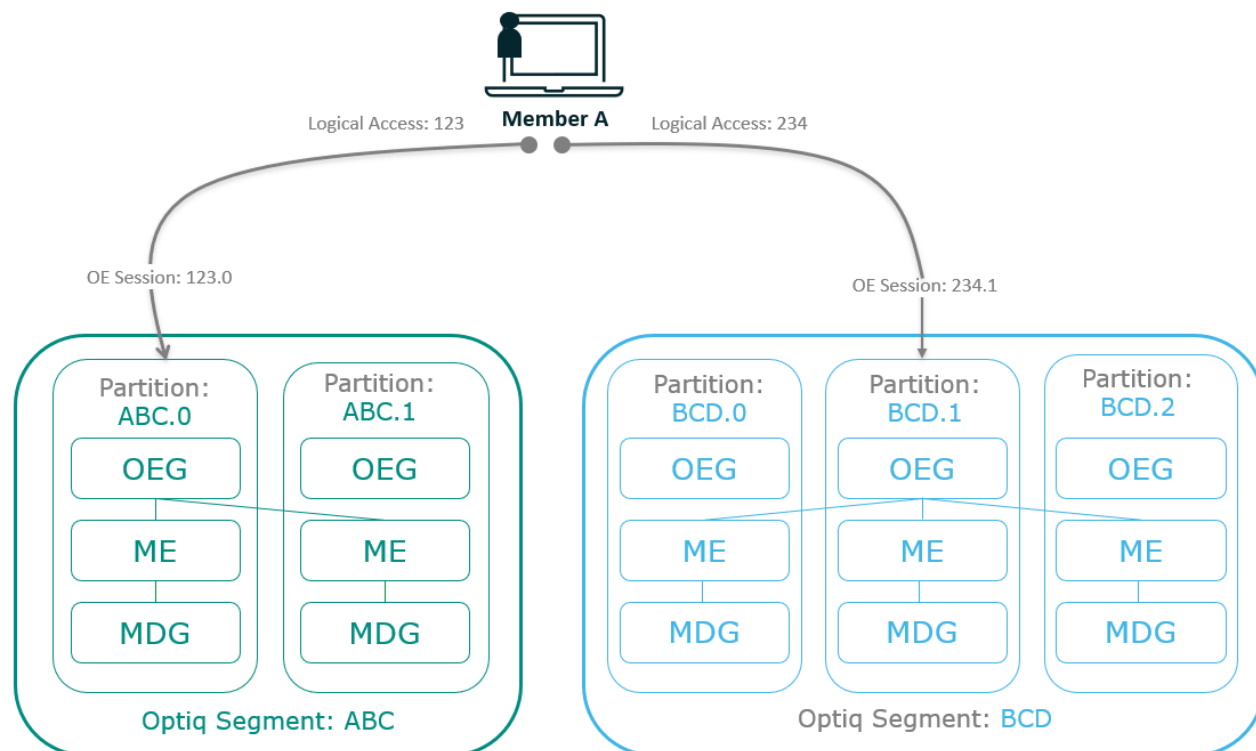 Member A
Logical Access: 123
Logical Access: 234
OE Session: 123.0
OE Session: 234.1
Partition:
ABC.0
OEG
ME
MDG
Partition:
ABC.1
OEG
ME
MDG
Optiq Segment: ABC
Partition:
BCD.0
OEG
ME
MDG
Partition:
BCD.1
OEG
ME
MDG
Partition:
BCD.2
OEG
ME
MDG
Optiq Segment: BCD